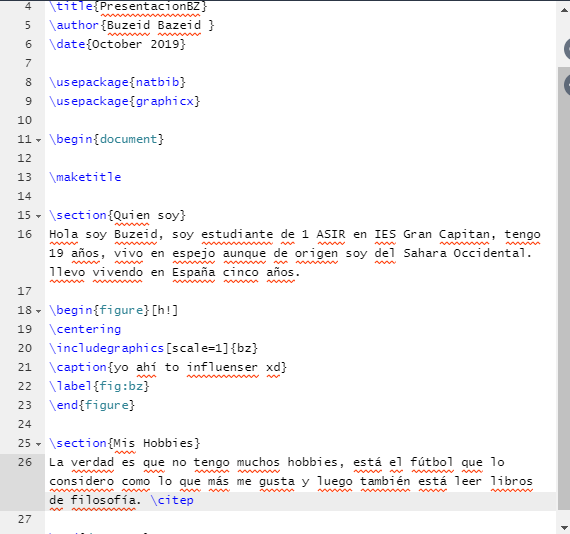 4 \title{PresentacionBZ}
5 \author{Buzeid Bazeid }
6 \date{October 2019}
7
8 \usepackage{natbib}
9 \usepackage{graphicx}
10
11 \begin{document}
12
13 \maketitle
14
15 \section{Quien soy}
16 Hola soy Buzeid, soy estudiante de 1 ASIR en IES Gran Capitan, tengo
19 años, vivo en espejo aunque de origen soy del Sahara Occidental.
llevo vivendo en España cinco años.
17
18 \begin{figure}[h!]
19 \centering
20 \includegraphics[scale=1]{bz}
21 \caption{yo ahí to influenser xd}
22 \label{fig:bz}
23 \end{figure}
24
25 \section{Mis Hobbies}
26 La verdad es que no tengo muchos hobbies, está el fútbol que lo
considero como lo que más me gusta y luego también está leer libros
de filosofía. \citep
27